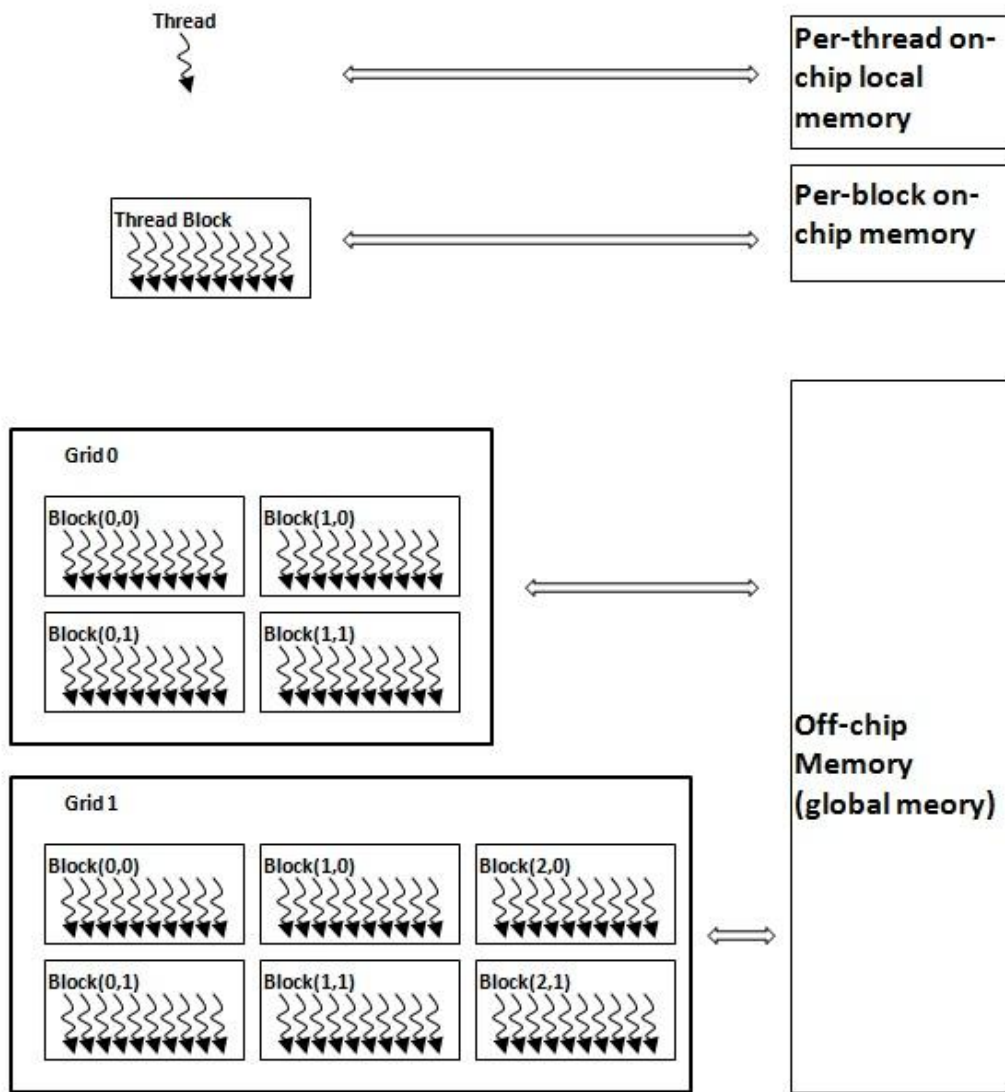 Thread
Per-thread on-
chip local
memory
Thread Block
Per-block on-
chip memory
Grid 0
Block(0,0)
Block(1,0)
Block(0,1)
Block(1,1)
Off-chip
Memory
(global meory)
Grid 1
Block(0,0)
Block(1,0)
Block(2,0)
Block(0,1)
Block(1,1)
Block(2,1)